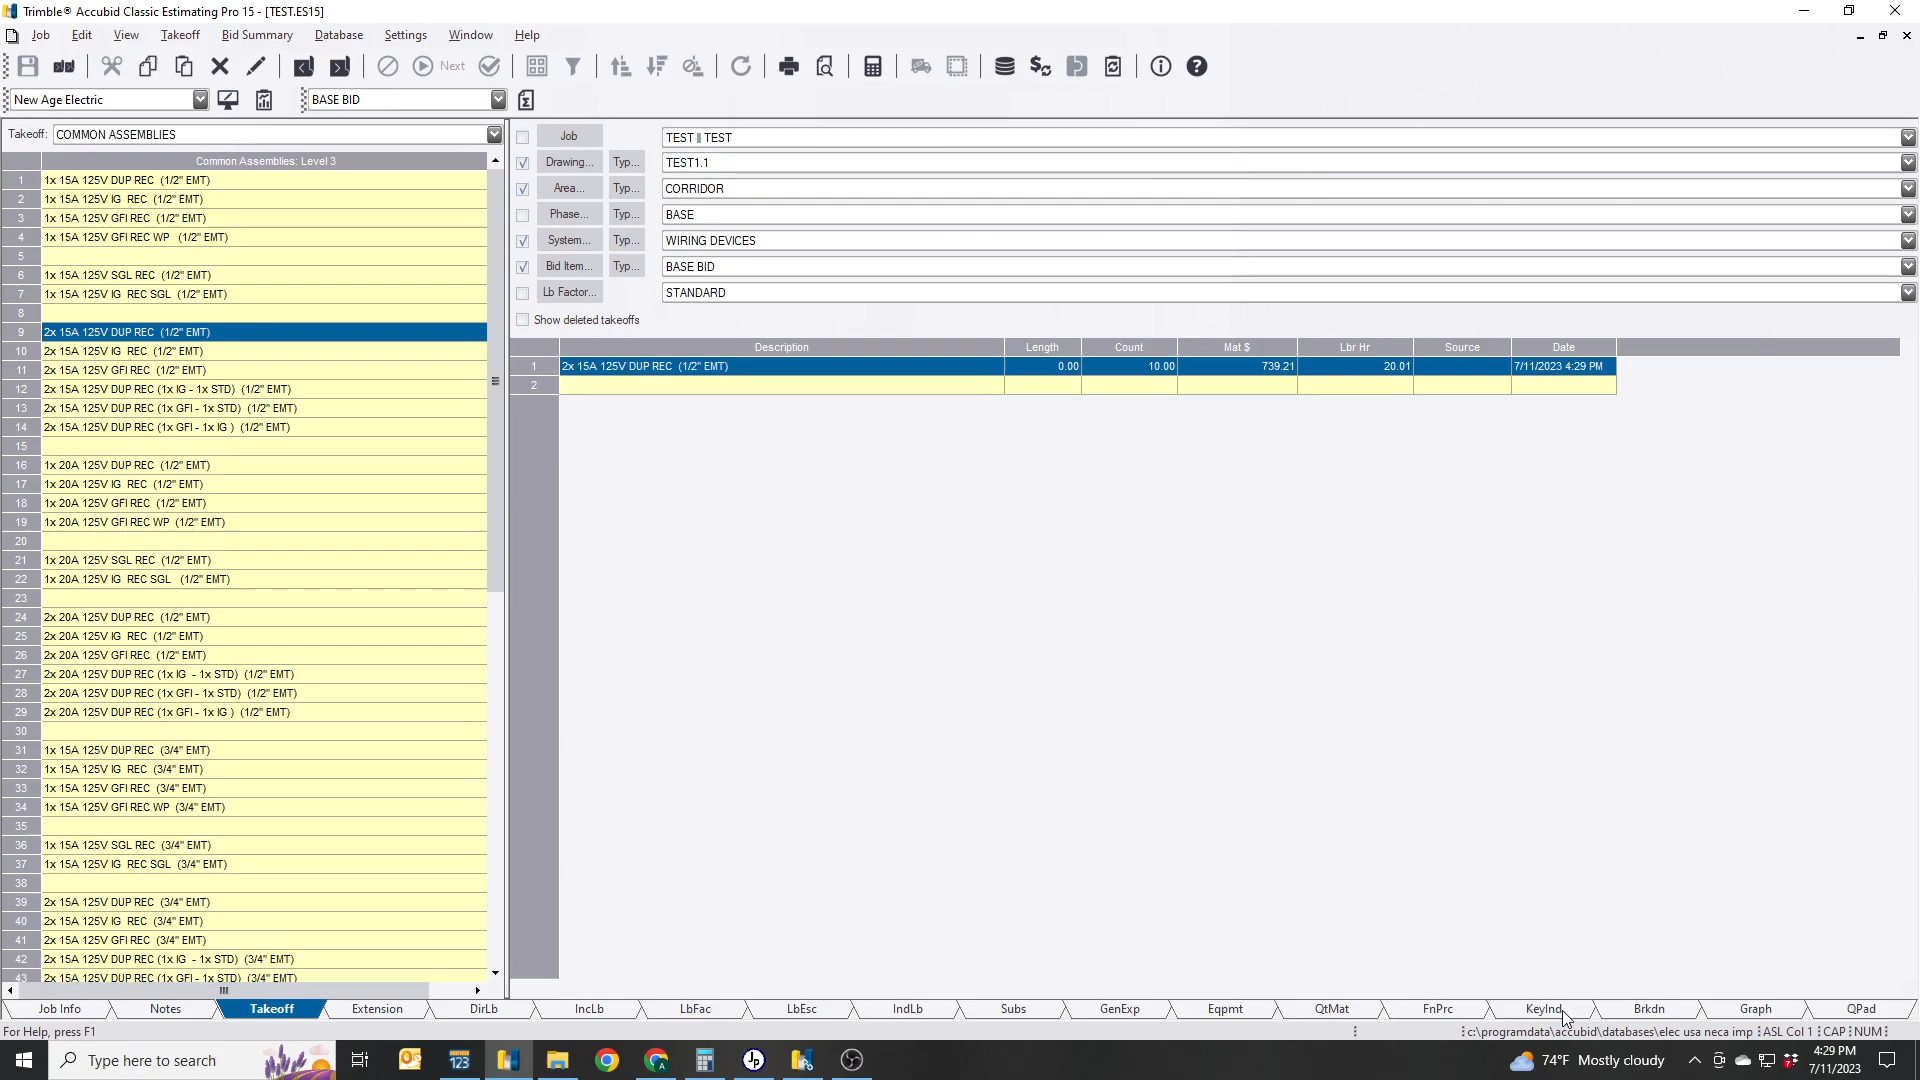 Trimble® Accubid Classic Estimating Pro 15 - [TEST.ES15]
Job Edit View Takeoff Bid Summary Database Settings Window Help
Next
New Age Electric BASE BID
Takeoff: COMMON ASSEMBLIES
Common Assemblies: Level 3
1 1x 15A 125V DUP REC (1/2" EMT)
2 1x 15A 125V IG REC (1/2" EMT)
3 1x 15A 125V GFI REC (1/2" EMT)
4 1x 15A 125V GFI REC WP (1/2" EMT)
5
6 1x 15A 125V SGL REC (1/2" EMT)
7 1x 15A 125V IG REC SGL (1/2" EMT)
8
9 2x 15A 125V DUP REC (1/2" EMT)
10 2x 15A 125V IG REC (1/2" EMT)
11 2x 15A 125V GFI REC (1/2" EMT)
12 2x 15A 125V DUP REC (1x IG - 1x STD) (1/2" EMT)
13 2x 15A 125V DUP REC (1x GFI - 1x STD) (1/2" EMT)
14 2x 15A 125V DUP REC (1x GFI - 1x IG ) (1/2" EMT)
15
16 1x 20A 125V DUP REC (1/2" EMT)
17 1x 20A 125V IG REC (1/2" EMT)
18 1x 20A 125V GFI REC (1/2" EMT)
19 1x 20A 125V GFI REC WP (1/2" EMT)
20
21 1x 20A 125V SGL REC (1/2" EMT)
22 1x 20A 125V IG REC SGL (1/2" EMT)
23
24 2x 20A 125V DUP REC (1/2" EMT)
25 2x 20A 125V IG REC (1/2" EMT)
26 2x 20A 125V GFI REC (1/2" EMT)
27 2x 20A 125V DUP REC (1x IG - 1x STD) (1/2" EMT)
28 2x 20A 125V DUP REC (1x GFI - 1x STD) (1/2" EMT)
29 2x 20A 125V DUP REC (1x GFI - 1x IG ) (1/2" EMT)
30
31 1x 15A 125V DUP REC (3/4" EMT)
32 1x 15A 125V IG REC (3/4" EMT)
33 1x 15A 125V GFI REC (3/4" EMT)
34 1x 15A 125V GFI REC WP (3/4" EMT)
35
36 1x 15A 125V SGL REC (3/4" EMT)
37 1x 15A 125V IG REC SGL (3/4" EMT)
38
39 2x 15A 125V DUP REC (3/4" EMT)
40 2x 15A 125V IG REC (3/4" EMT)
41 2x 15A 125V GFI REC (3/4" EMT)
42 2x 15A 125V DUP REC (1x IG - 1x STD) (3/4" EMT)
43 2x 15A 125V DUP REC (1x GFI - 1x STD) (3/4" EMT)
Job TEST || TEST
Drawing... Typ... TEST1.1
Area... Typ... CORRIDOR
Phase... Typ... BASE
System... Typ... WIRING DEVICES
Bid Item... Typ... BASE BID
Lb Factor... STANDARD
Show deleted takeoffs
Description Length Count Mat $ Lbr Hr Source Date
1 2x 15A 125V DUP REC (1/2" EMT) 0.00 10.00 739.21 20.01 7/11/2023 4:29 PM
2
Job Info Notes Takeoff Extension DirLb IncLb LbFac LbEsc IndLb Subs GenExp Eqpmt QtMat FnPrc KeyInd Brkdn Graph QPad
For Help, press F1 c:\programdata\accubid\databases\elec usa neca imp ASL Col 1 CAP NUM
Type here to search 74°F Mostly cloudy 4:29 PM
7/11/2023